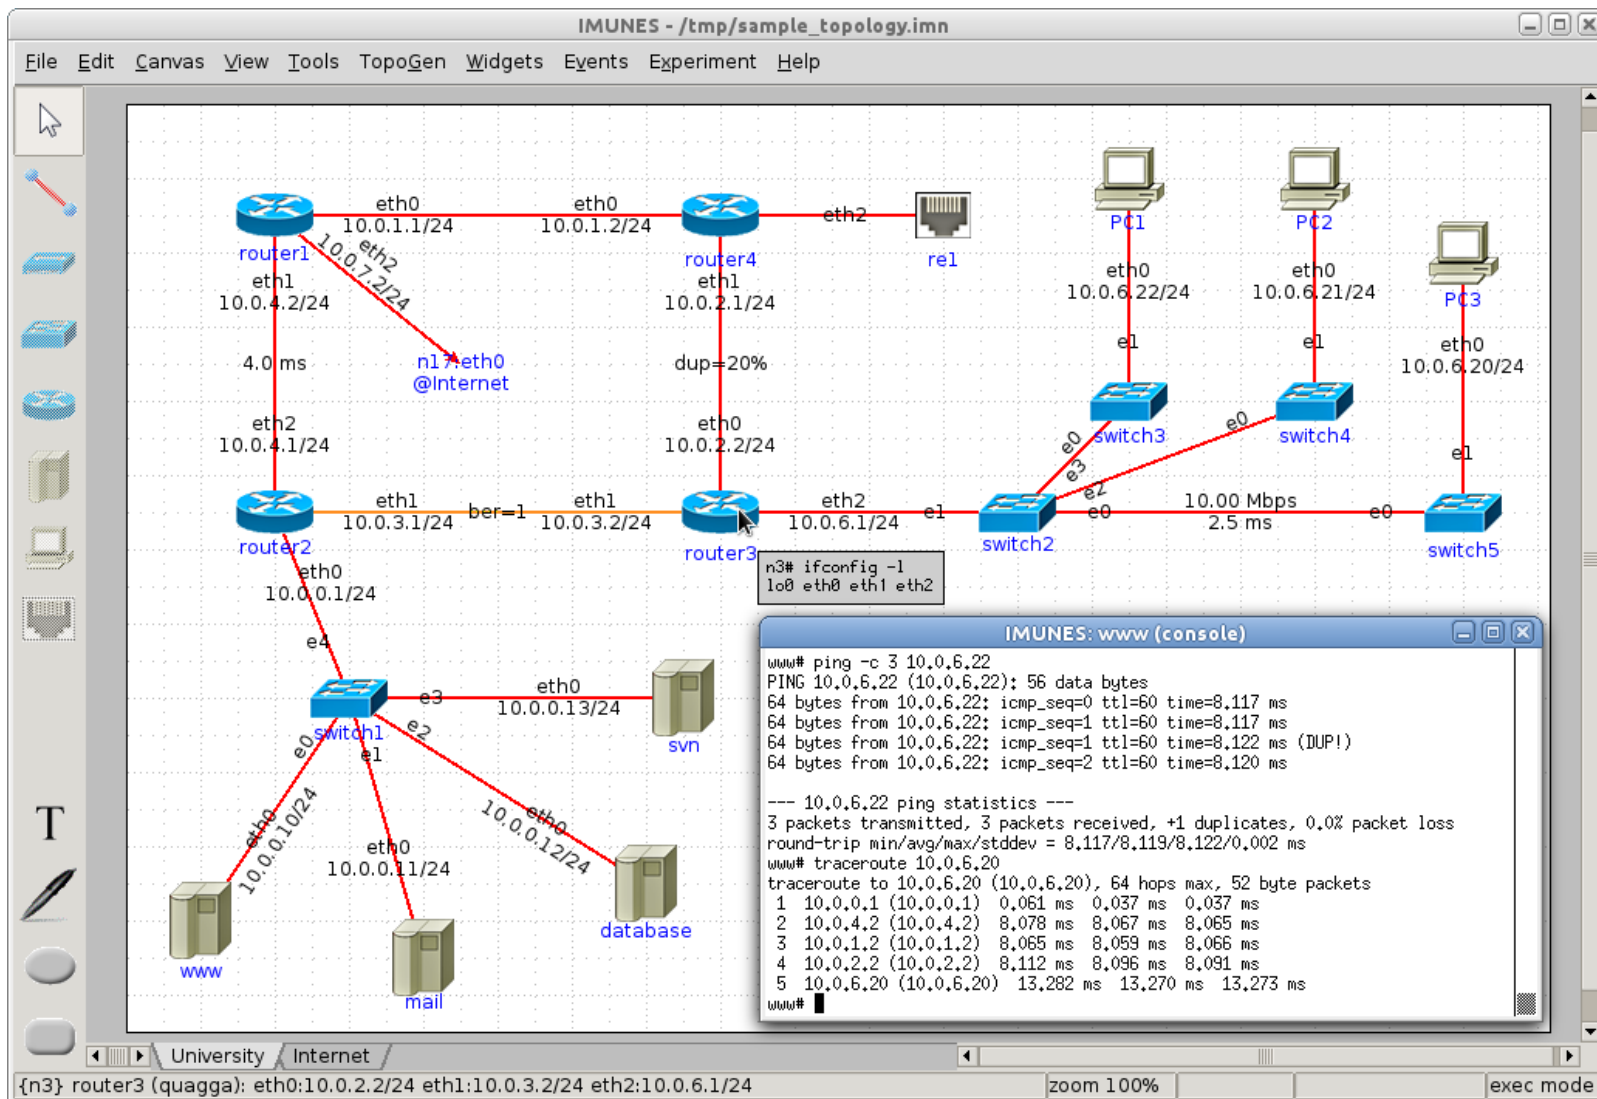 IMUNES - /tmp/sample_topology.imn
File Edit Canvas View Tools TopoGen Widgets Events Experiment Help
eth0
10.0.1.1/24
eth0
10.0.1.2/24
eth2
router1
router4
rel
PC1
PC2
PC3
eth2
10.0.7.2/24
eth1
10.0.4.2/24
eth1
10.0.2.1/24
eth0
10.0.6.22/24
eth0
10.0.6.21/24
eth0
10.0.6.20/24
4.0 ms
n17:eth0
@Internet
dup=20%
e1
e1
e1
eth2
10.0.4.1/24
eth0
10.0.2.2/24
switch3
switch4
e0
e3
e0
e2
eth1
10.0.3.1/24
ber=1
eth1
10.0.3.2/24
eth2
10.0.6.1/24
e1
e0
10.00 Mbps
2.5 ms
e0
router2
router3
switch2
switch5
n3# ifconfig -l
lo0 eth0 eth1 eth2
eth0
10.0.0.1/24
e4
e3
eth0
10.0.0.13/24
switch1
svn
e0
e1
e2
eth0
10.0.0.10/24
eth0
10.0.0.11/24
eth0
10.0.0.12/24
www
mail
database
IMUNES: www (console)
www# ping -c 3 10.0.6.22
PING 10.0.6.22 (10.0.6.22): 56 data bytes
64 bytes from 10.0.6.22: icmp_seq=0 ttl=60 time=8.117 ms
64 bytes from 10.0.6.22: icmp_seq=1 ttl=60 time=8.117 ms
64 bytes from 10.0.6.22: icmp_seq=1 ttl=60 time=8.122 ms (DUP!)
64 bytes from 10.0.6.22: icmp_seq=2 ttl=60 time=8.120 ms
--- 10.0.6.22 ping statistics ---
3 packets transmitted, 3 packets received, +1 duplicates, 0.0% packet loss
round-trip min/avg/max/stddev = 8.117/8.119/8.122/0.002 ms
www# traceroute 10.0.6.20
traceroute to 10.0.6.20 (10.0.6.20), 64 hops max, 52 byte packets
1 10.0.0.1 (10.0.0.1) 0.061 ms 0.037 ms 0.037 ms
2 10.0.4.2 (10.0.4.2) 8.078 ms 8.067 ms 8.065 ms
3 10.0.1.2 (10.0.1.2) 8.065 ms 8.059 ms 8.066 ms
4 10.0.2.2 (10.0.2.2) 8.112 ms 8.096 ms 8.091 ms
5 10.0.6.20 (10.0.6.20) 13.282 ms 13.270 ms 13.273 ms
www#
T
University Internet
{n3} router3 (quagga): eth0:10.0.2.2/24 eth1:10.0.3.2/24 eth2:10.0.6.1/24
zoom 100%
exec mode